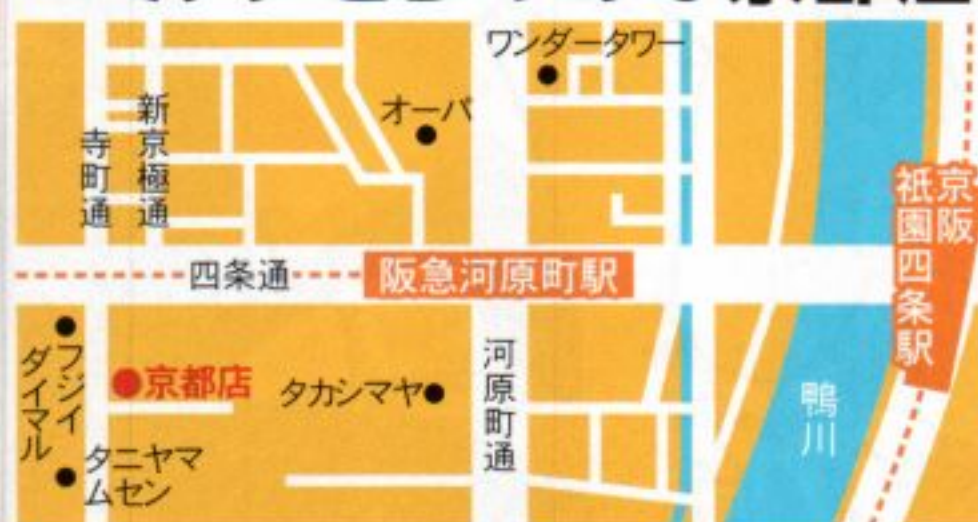 ワンダータワー
オーパ
新京極通
寺町通
京阪
祇園四条駅
四条通
阪急河原町駅
フジイ
ダイマル
京都店
タカシマヤ
河原町通
鴨川
タニヤマ
ムセン